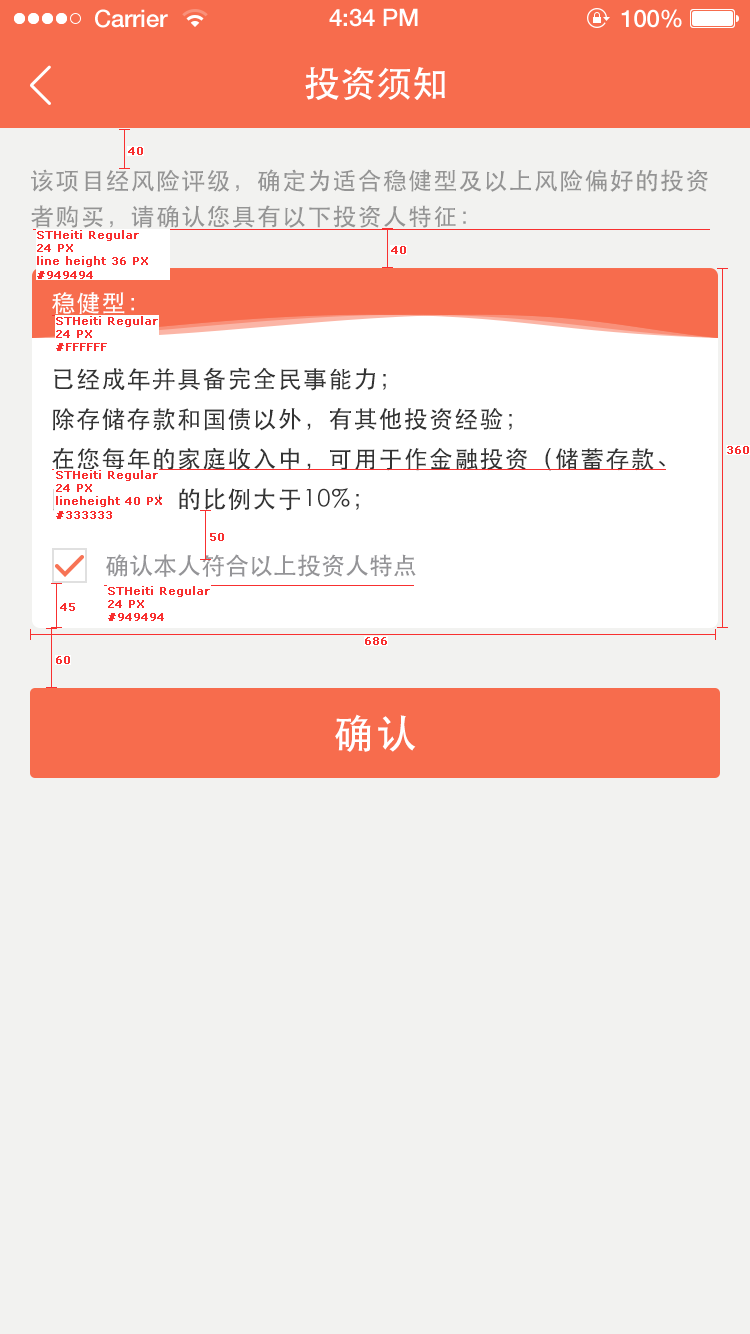 Carrier 4:34 PM 100%
投资须知
40
该项目经风险评级，确定为适合稳健型及以上风险偏好的投资
者购买，请确认您具有以下投资人特征：
STHeiti Regular
24 PX
line height 36 PX
#949494
40
稳健型：
STHeiti Regular
24 PX
#FFFFFF
已经成年并具备完全民事能力；
除存储存款和国债以外，有其他投资经验；
在您每年的家庭收入中，可用于作金融投资（储蓄存款、
360
STHeiti Regular
24 PX
lineheight 40 PX
#333333
的比例大于10%；
50
确认本人符合以上投资人特点
STHeiti Regular
24 PX
#949494
45
686
60
确认